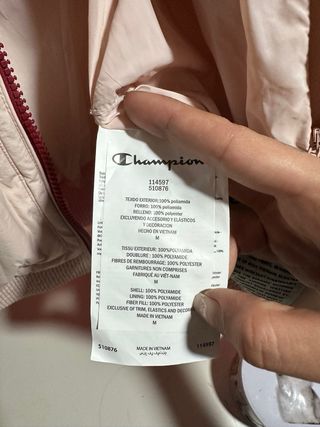 Champion
114597
510876
TEJIDO EXTERIOR: 100% poliamida
FORRO: 100% poliamida
RELLENO: 100% polyester
EXCLUYENDO ACCESORIO Y ELÁSTICOS
Y DECORACION
HECHO EN VIETNAM
M
TISSU EXTERIEUR: 100%POLYAMIDA
DOUBLURE : 100% POLYAMIDE
FIBRES DE REMBOURRAGE: 100% POLYESTER
GARNITURES NON COMPRISES
FABRIQUÉ AU VIÊT-NAM
M
SHELL: 100% POLYAMIDE
LINING: 100% POLYAMIDE
FIBER FILL: 100% POLYESTER
EXCLUSIVE OF TRIM, ELASTICS AND DECORA
MADE IN VIETNAM
M
510876 MADE IN VIETNAM 114597